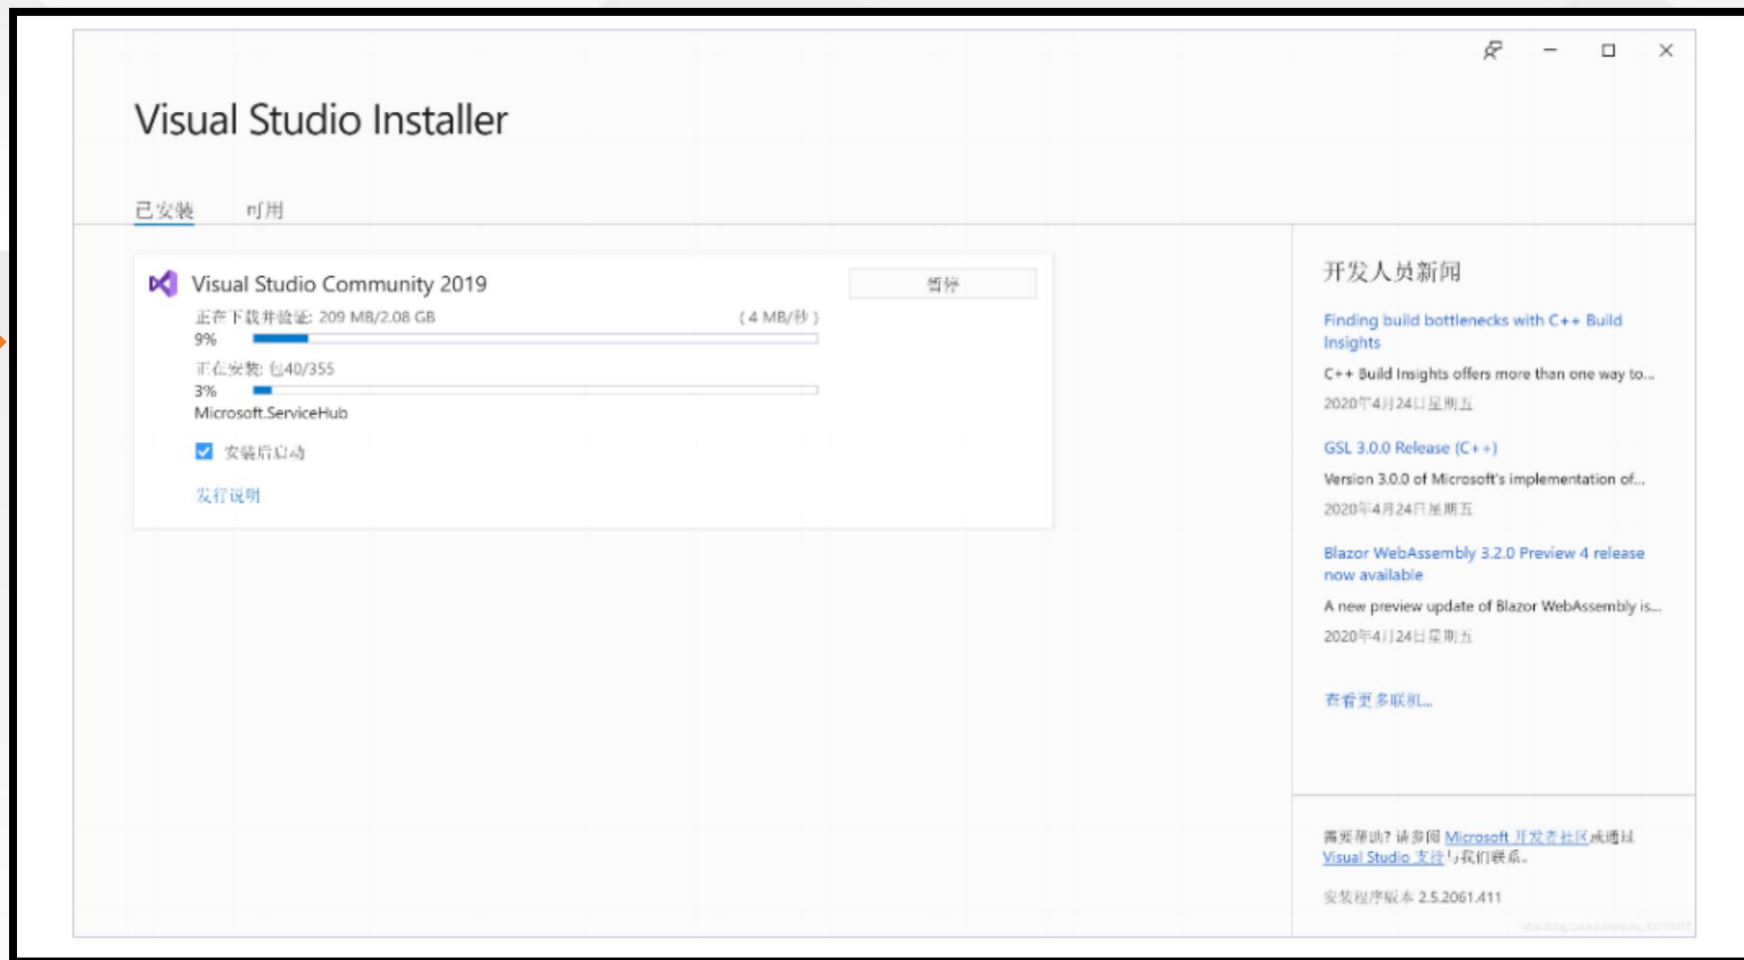 Visual Studio Installer
已安装 可用
Visual Studio Community 2019
暂停
正在下载并验证: 209 MB/2.08 GB (4 MB/秒)
9%
正在安装: 包40/355
3%
Microsoft.ServiceHub
安装后启动
发行说明
开发人员新闻
Finding build bottlenecks with C++ Build
Insights
C++ Build Insights offers more than one way to...
2020年4月24日星期五
GSL 3.0.0 Release (C++)
Version 3.0.0 of Microsoft's implementation of...
2020年4月24日星期五
Blazor WebAssembly 3.2.0 Preview 4 release
now available
A new preview update of Blazor WebAssembly is...
2020年4月24日星期五
查看更多联机...
需要帮助? 请参阅 Microsoft 开发者社区或通过
Visual Studio 支持与我们联系。
安装程序版本 2.5.2061.411